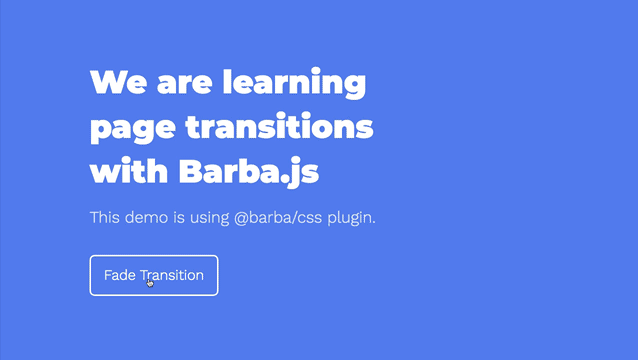 We are learning
page transitions
with Barba.js
This demo is using @barba/css plugin.
Fade Transition